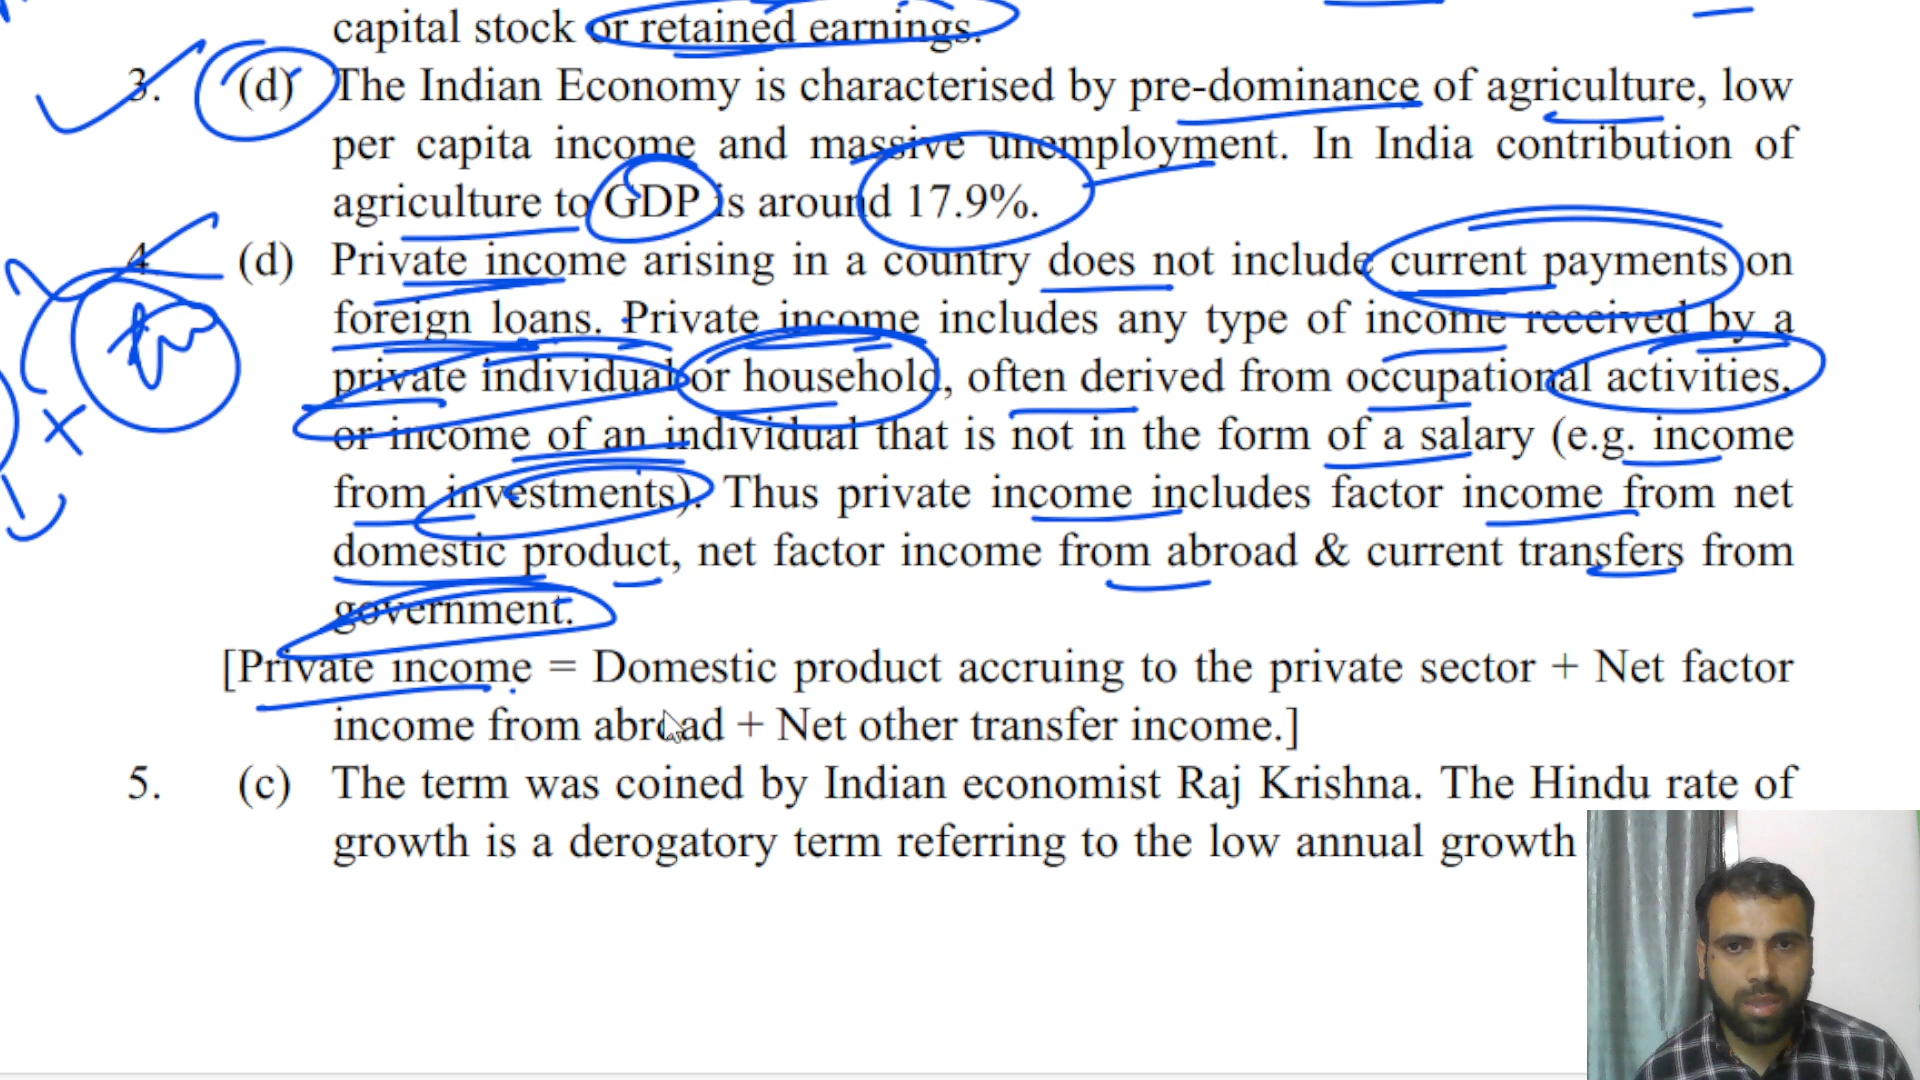 capital stock or retained earnings.
3. (d) The Indian Economy is characterised by pre-dominance of agriculture, low
per capita income and massive unemployment. In India contribution of
agriculture to GDP is around 17.9%.
4. (d) Private income arising in a country does not include current payments on
foreign loans. Private income includes any type of income received by a
private individual or household, often derived from occupational activities,
or income of an individual that is not in the form of a salary (e.g. income
from investments). Thus private income includes factor income from net
domestic product, net factor income from abroad & current transfers from
government.
[Private income = Domestic product accruing to the private sector + Net factor
income from abroad + Net other transfer income.]
5. (c) The term was coined by Indian economist Raj Krishna. The Hindu rate of
growth is a derogatory term referring to the low annual growth